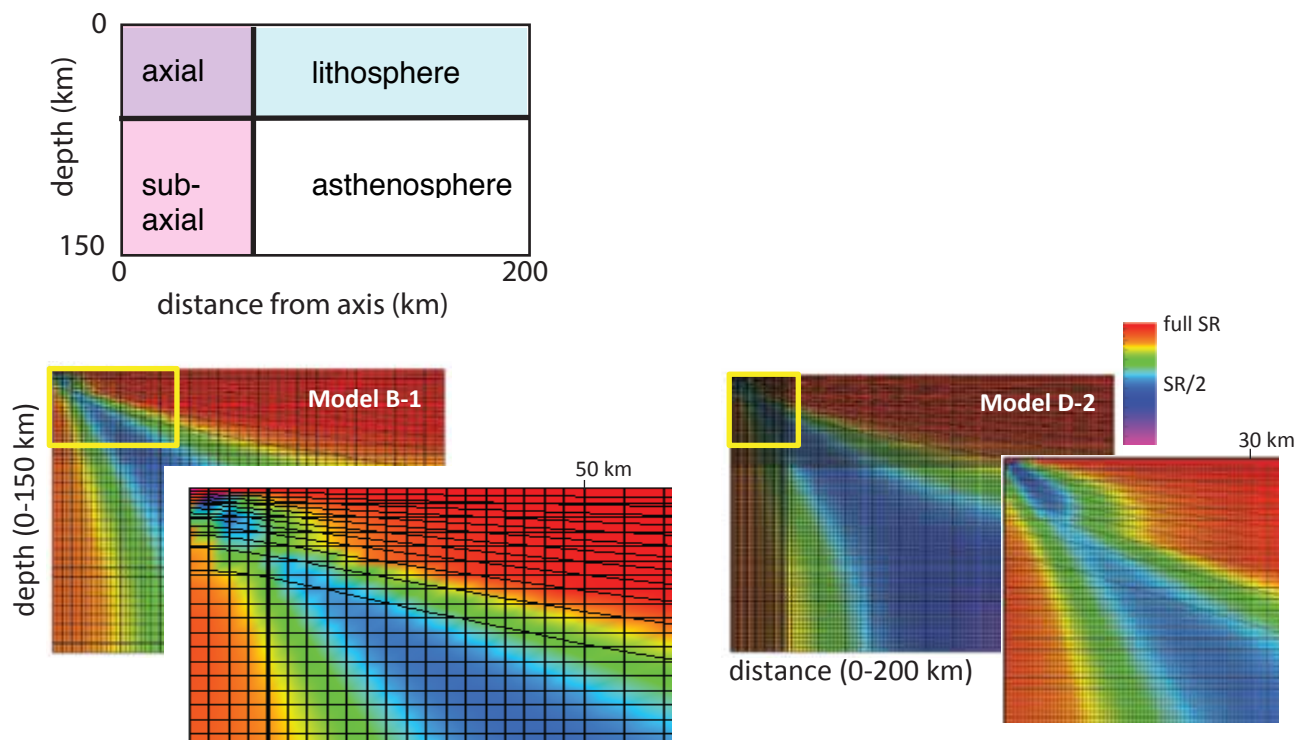 0
axial
lithosphere
depth (km)
sub-
axial
asthenosphere
150
0
200
distance from axis (km)
full SR
SR/2
Model B-1
Model D-2
30 km
50 km
depth (0-150 km)
distance (0-200 km)